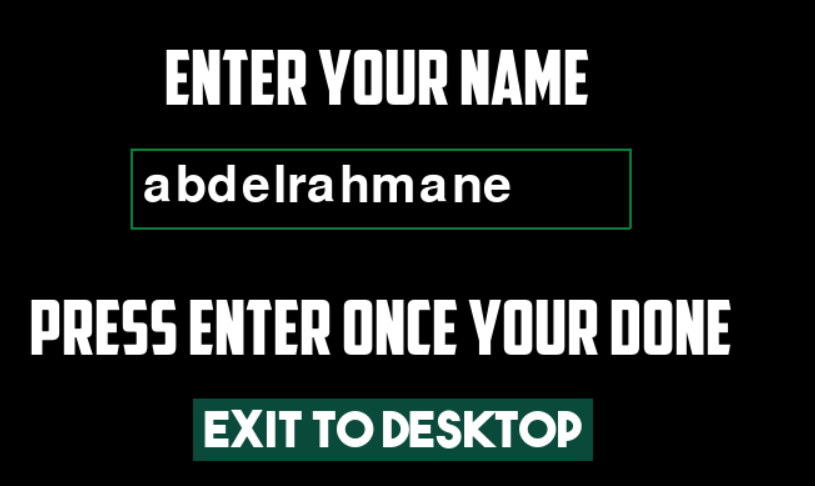 ENTER YOUR NAME
abdelrahmane
PRESS ENTER ONCE YOUR DONE
EXIT TO DESKTOP